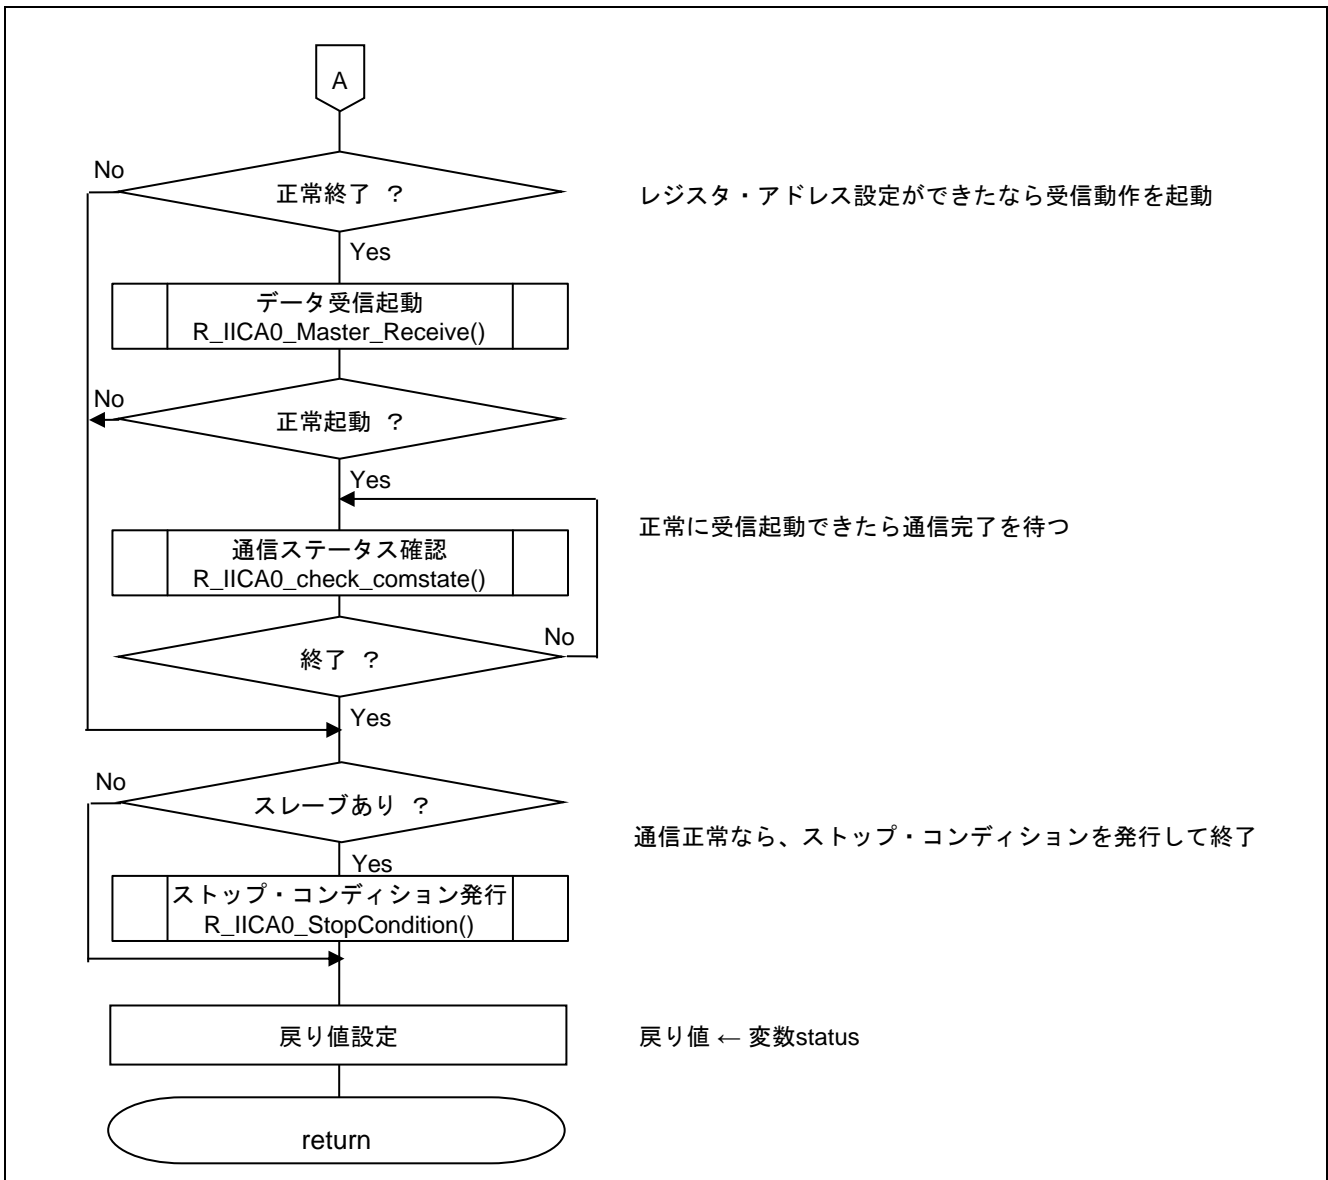 A
No
正常終了 ?
レジスタ・アドレス設定ができたなら受信動作を起動
Yes
データ受信起動
R_IICA0_Master_Receive()
No
正常起動 ?
Yes
正常に受信起動できたら通信完了を待つ
通信ステータス確認
R_IICA0_check_comstate()
No
終了 ?
Yes
No
スレーブあり ?
通信正常なら、ストップ・コンディションを発行して終了
Yes
ストップ・コンディション発行
R_IICA0_StopCondition()
戻り値設定
戻り値 ← 変数status
return